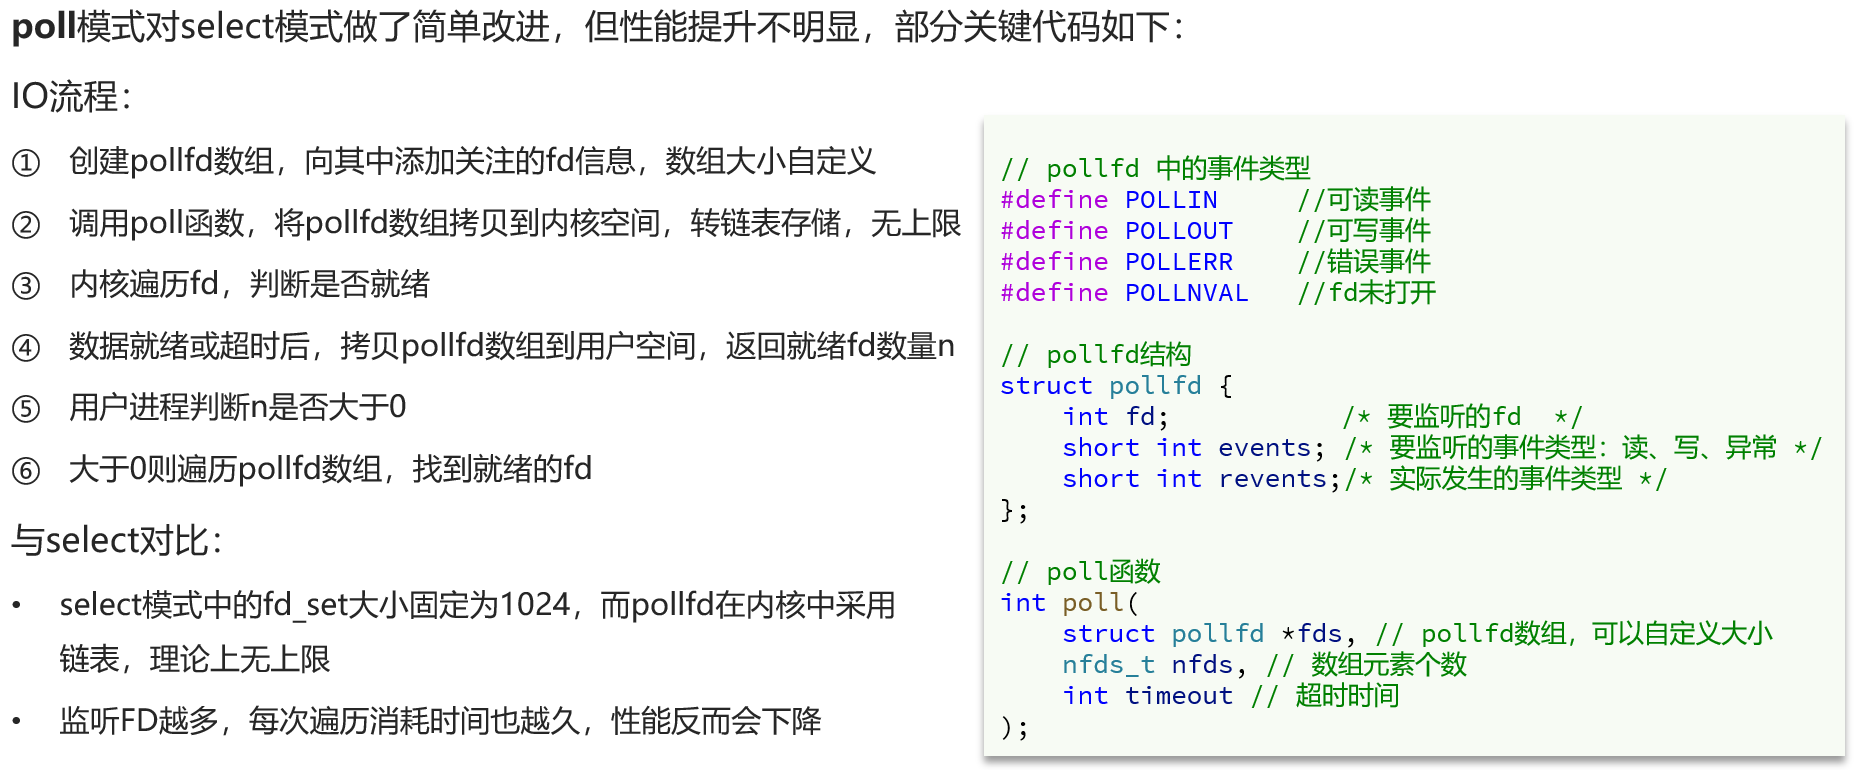 poll模式对select模式做了简单改进，但性能提升不明显，部分关键代码如下：
IO流程：
① 创建pollfd数组，向其中添加关注的fd信息，数组大小自定义
② 调用poll函数，将pollfd数组拷贝到内核空间，转链表存储，无上限
③ 内核遍历fd，判断是否就绪
④ 数据就绪或超时后，拷贝pollfd数组到用户空间，返回就绪fd数量n
⑤ 用户进程判断n是否大于0
⑥ 大于0则遍历pollfd数组，找到就绪的fd
与select对比：
• select模式中的fd_set大小固定为1024，而pollfd在内核中采用
链表，理论上无上限
• 监听FD越多，每次遍历消耗时间也越久，性能反而会下降
// pollfd 中的事件类型
#define POLLIN     //可读事件
#define POLLOUT    //可写事件
#define POLLERR    //错误事件
#define POLLNVAL   //fd未打开
// pollfd结构
struct pollfd {
    int fd;           /* 要监听的fd  */
    short int events; /* 要监听的事件类型：读、写、异常 */
    short int revents;/* 实际发生的事件类型 */
};
// poll函数
int poll(
    struct pollfd *fds, // pollfd数组，可以自定义大小
    nfds_t nfds, // 数组元素个数
    int timeout // 超时时间
);